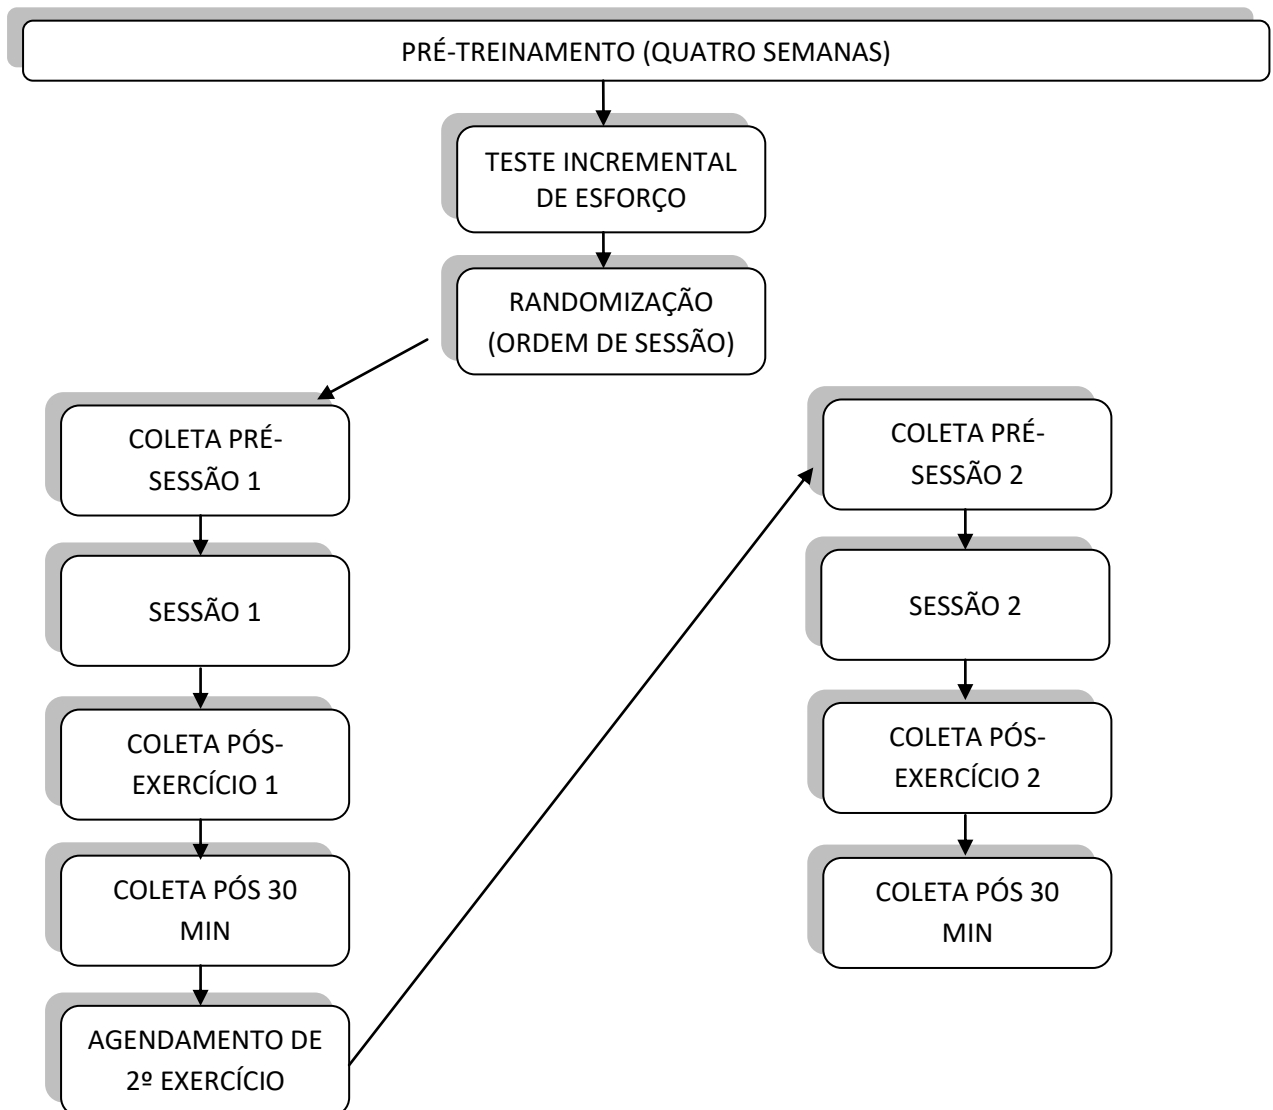 PRÉ-TREINAMENTO (QUATRO SEMANAS)
TESTE INCREMENTAL
DE ESFORÇO
RANDOMIZAÇÃO
(ORDEM DE SESSÃO)
COLETA PRÉ-
SESSÃO 1
SESSÃO 1
COLETA PÓS-
EXERCÍCIO 1
COLETA PÓS 30
MIN
AGENDAMENTO DE
2º EXERCÍCIO
COLETA PRÉ-
SESSÃO 2
SESSÃO 2
COLETA PÓS-
EXERCÍCIO 2
COLETA PÓS 30
MIN